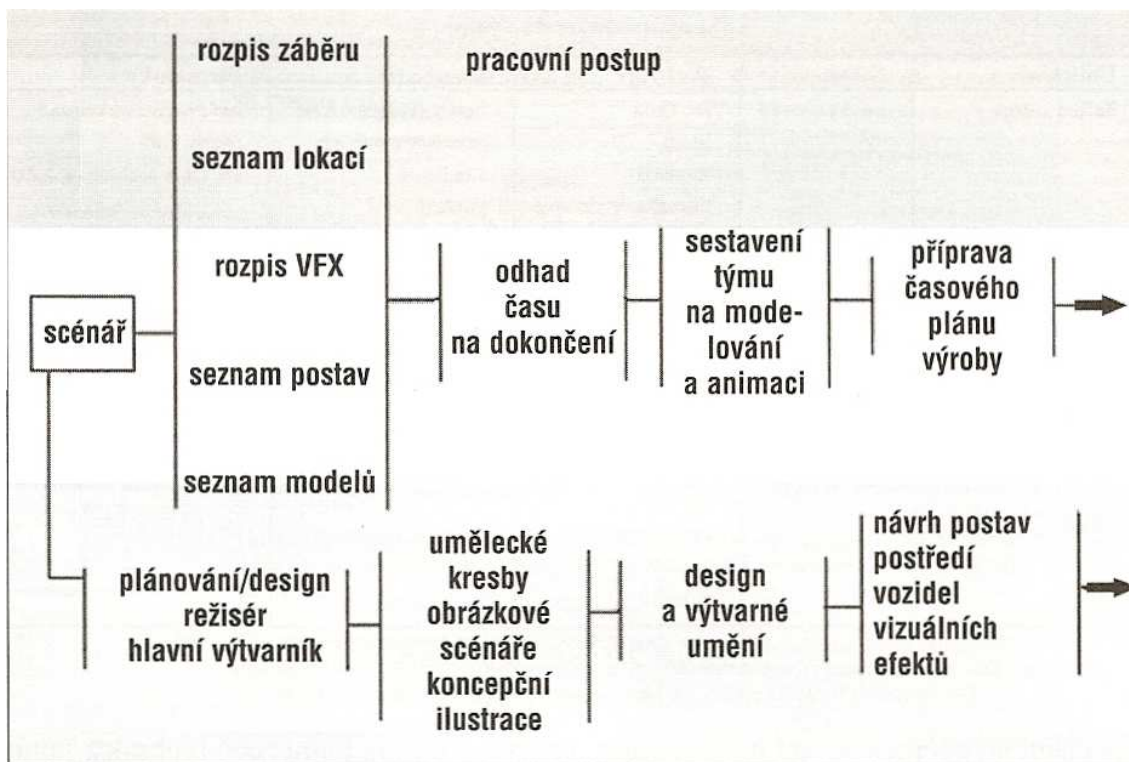 rozpis záběru
pracovní postup
seznam lokací
rozpis VFX
seznam postav
seznam modelů
scénář
odhad
času
na dokončení
sestavení
týmu
na mode-
lování
a animaci
příprava
časového
plánu
výroby
plánování/design
režisér
hlavní výtvarník
umělecké
kresby
obrázkové
scénáře
koncepční
ilustrace
design
a výtvarné
umění
návrh postav
postředí
vozidel
vizuálních
efektů